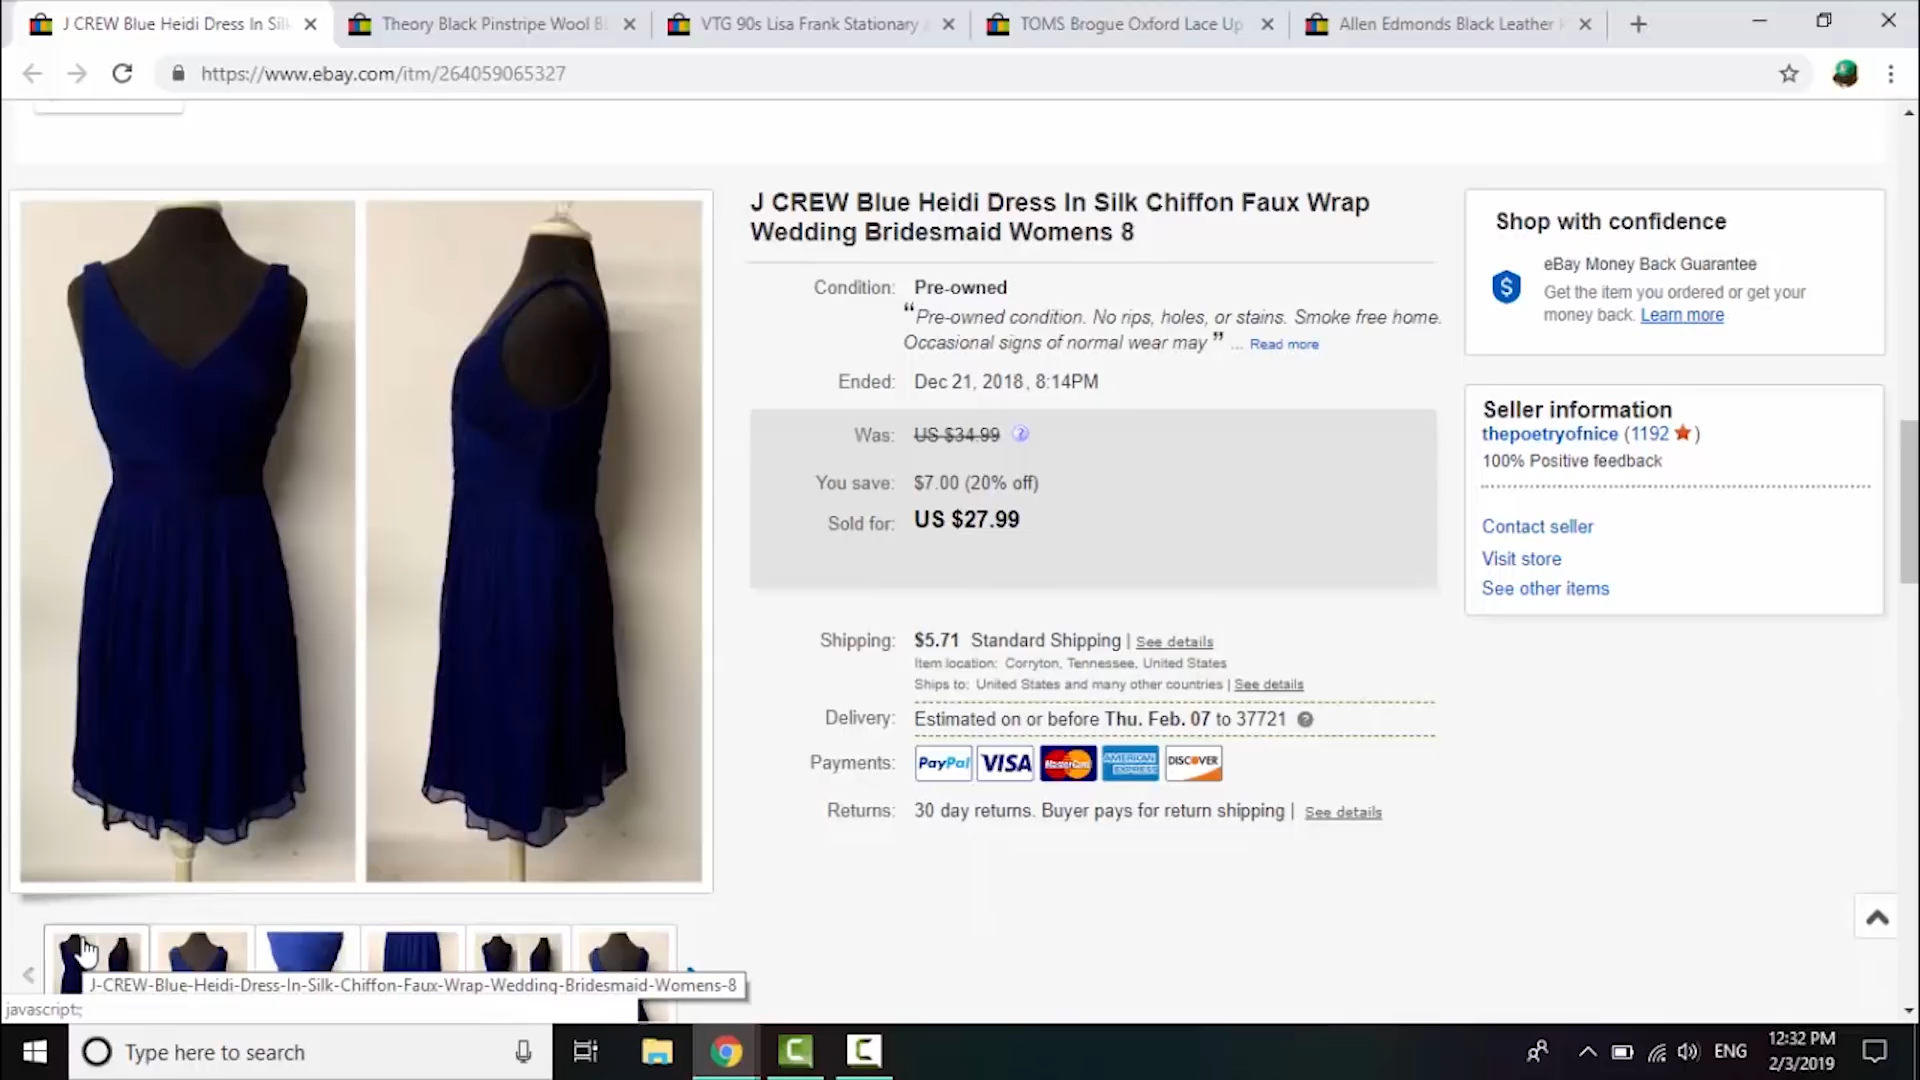 J CREW Blue Heidi Dress In Sil
Theory Black Pinstripe Wool Bl
VTG 90s Lisa Frank Stationary
TOMS Brogue Oxford Lace Up
Allen Edmonds Black Leather
https://www.ebay.com/itm/264059065327
J CREW Blue Heidi Dress In Silk Chiffon Faux Wrap
Wedding Bridesmaid Womens 8
Condition: Pre-owned
“Pre-owned condition. No rips, holes, or stains. Smoke free home.
Occasional signs of normal wear may ” ... Read more
Ended: Dec 21, 2018, 8:14PM
Was: US $34.99
You save: $7.00 (20% off)
Sold for: US $27.99
Shipping: $5.71 Standard Shipping | See details
Item location: Corryton, Tennessee, United States
Ships to: United States and many other countries | See details
Delivery: Estimated on or before Thu. Feb. 07 to 37721
Payments: PayPal VISA MasterCard AMERICAN EXPRESS DISCOVER
Returns: 30 day returns. Buyer pays for return shipping | See details
Shop with confidence
eBay Money Back Guarantee
Get the item you ordered or get your
money back. Learn more
Seller information
thepoetryofnice (1192 ★)
100% Positive feedback
Contact seller
Visit store
See other items
J-CREW-Blue-Heidi-Dress-In-Silk-Chiffon-Faux-Wrap-Wedding-Bridesmaid-Womens-8
javascript:;
Type here to search
ENG
12:32 PM
2/3/2019